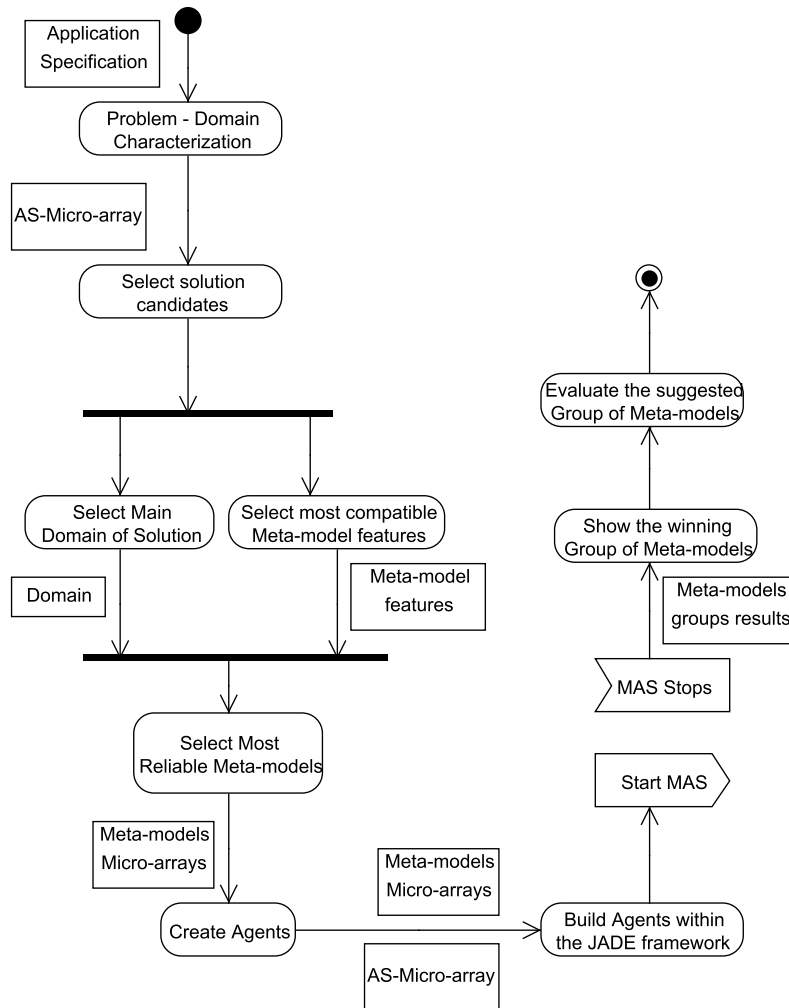 Application
Specification
Problem - Domain
Characterization
AS-Micro-array
Select solution
candidates
Select Main
Domain of Solution
Select most compatible
Meta-model features
Domain
Meta-model
features
Select Most
Reliable Meta-models
Meta-models
Micro-arrays
Create Agents
Meta-models
Micro-arrays
AS-Micro-array
Build Agents within
the JADE framework
Start MAS
MAS Stops
Meta-models
groups results
Show the winning
Group of Meta-models
Evaluate the suggested
Group of Meta-models